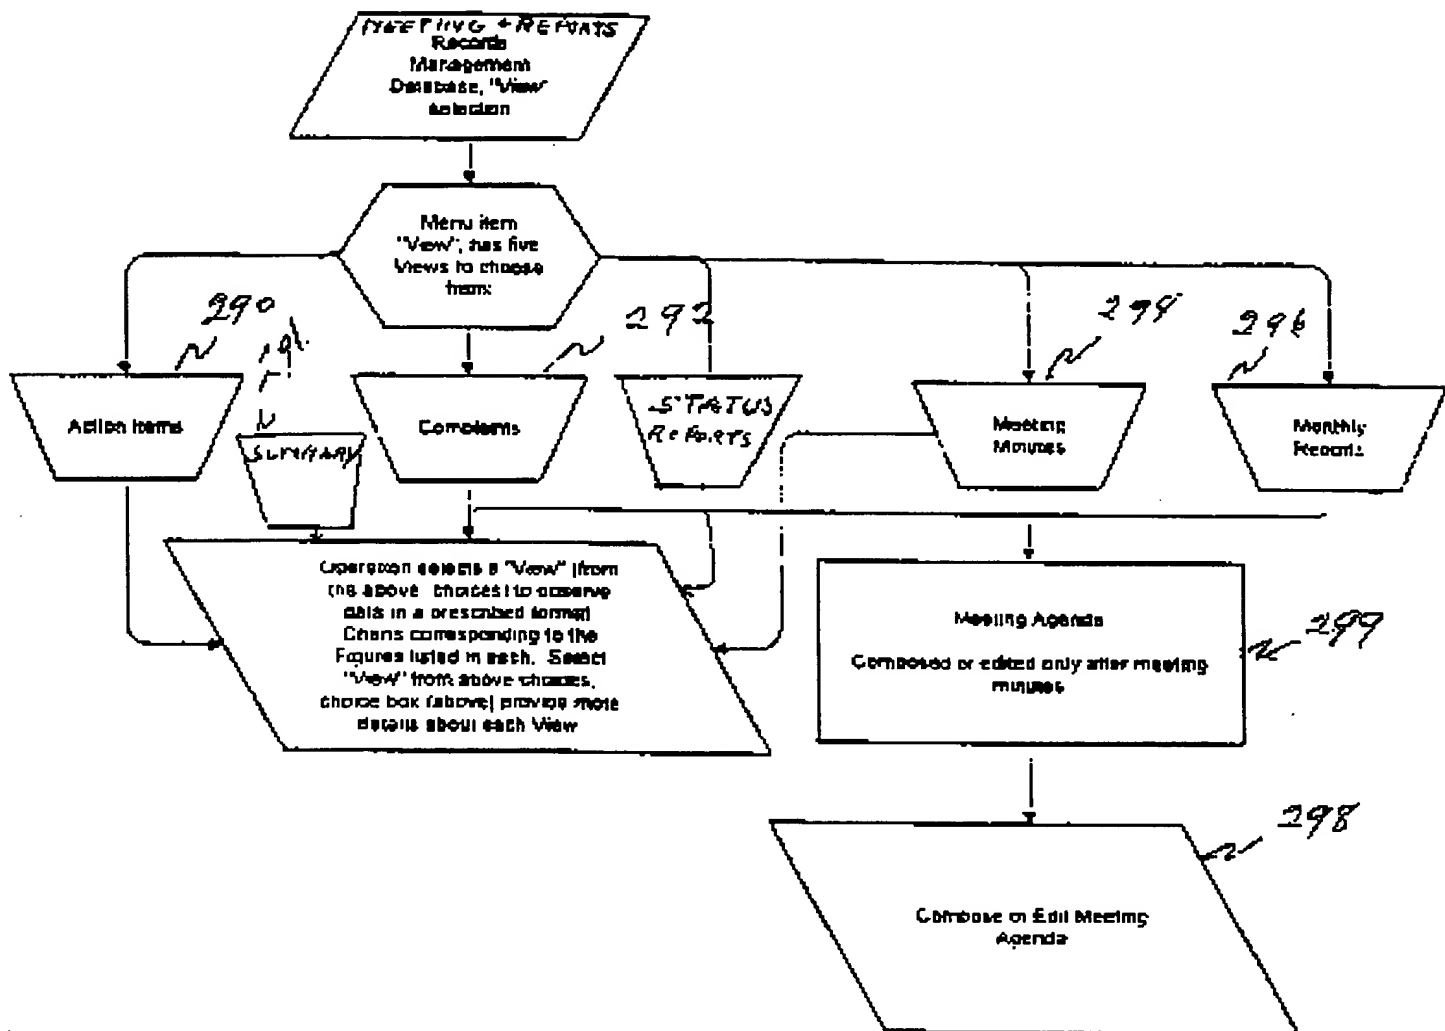 MEETING + REPORTS
Records
Management
Database, "View"
selection
Menu item
"View", has five
Views to choose
from:
290
292
294
296
Action Items
SUMMARY
Complaints
STATUS
REPORTS
Meeting
Minutes
Monthly
Reports
Operation selects a "View" (from
the above choices) to observe
data in a prescribed format
Charts corresponding to the
Figures listed in each. Select
"View" from above choices,
choice box (above) provide more
details about each View
Meeting Agenda
Composed or edited only after meeting
minutes
299
298
Compose or Edit Meeting
Agenda